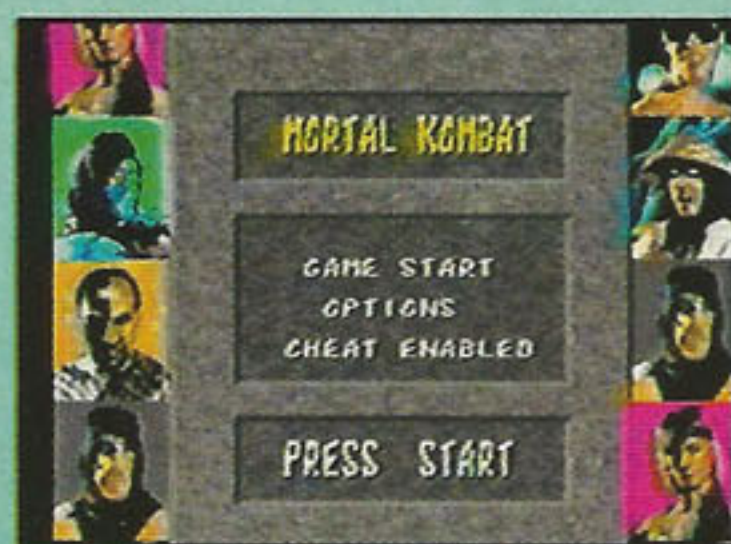 MORTAL KOMBAT
GAME START
OPTIONS
CHEAT ENABLED
PRESS START